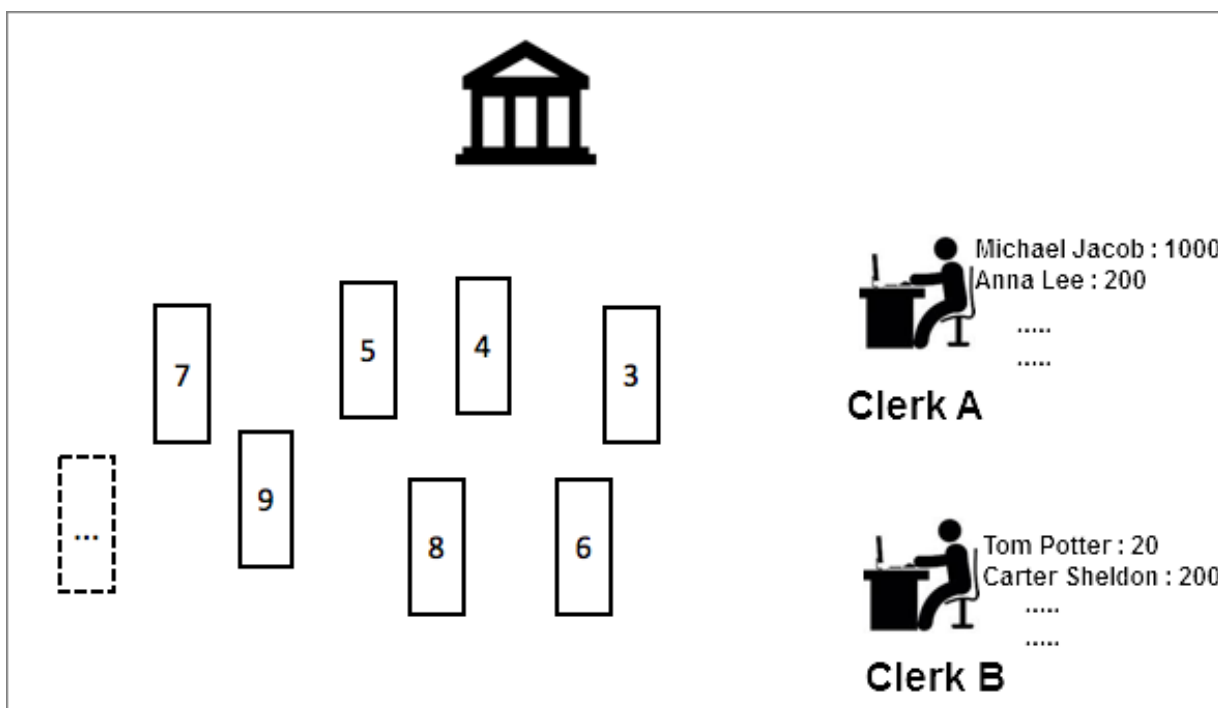 Michael Jacob : 1000
Anna Lee : 200
.....
.....
Clerk A
5
4
7
3
9
...
8
6
Tom Potter : 20
Carter Sheldon : 200
.....
.....
Clerk B